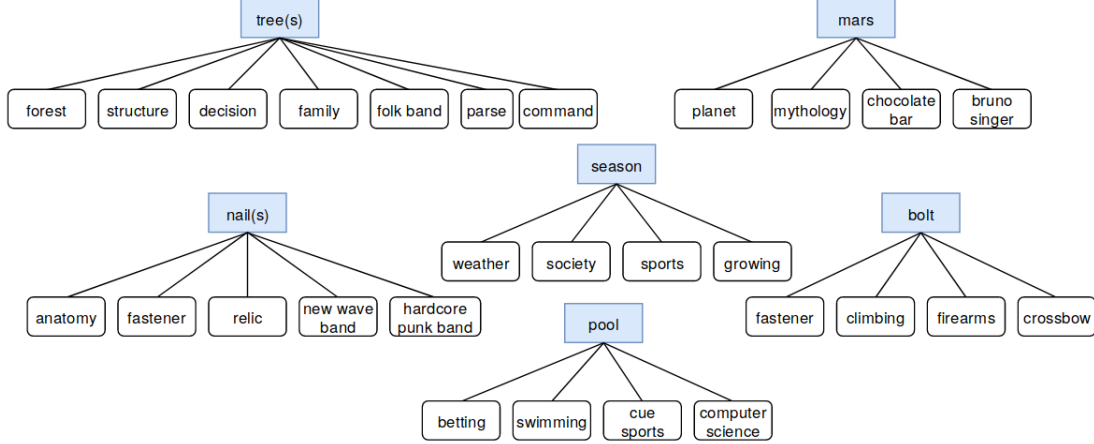 tree(s)
mars
forest
structure
decision
family
folk band
parse
command
planet
mythology
chocolate
bar
bruno
singer
season
nail(s)
bolt
weather
society
sports
growing
anatomy
fastener
relic
new wave
band
hardcore
punk band
fastener
climbing
firearms
crossbow
pool
betting
swimming
cue
sports
computer
science